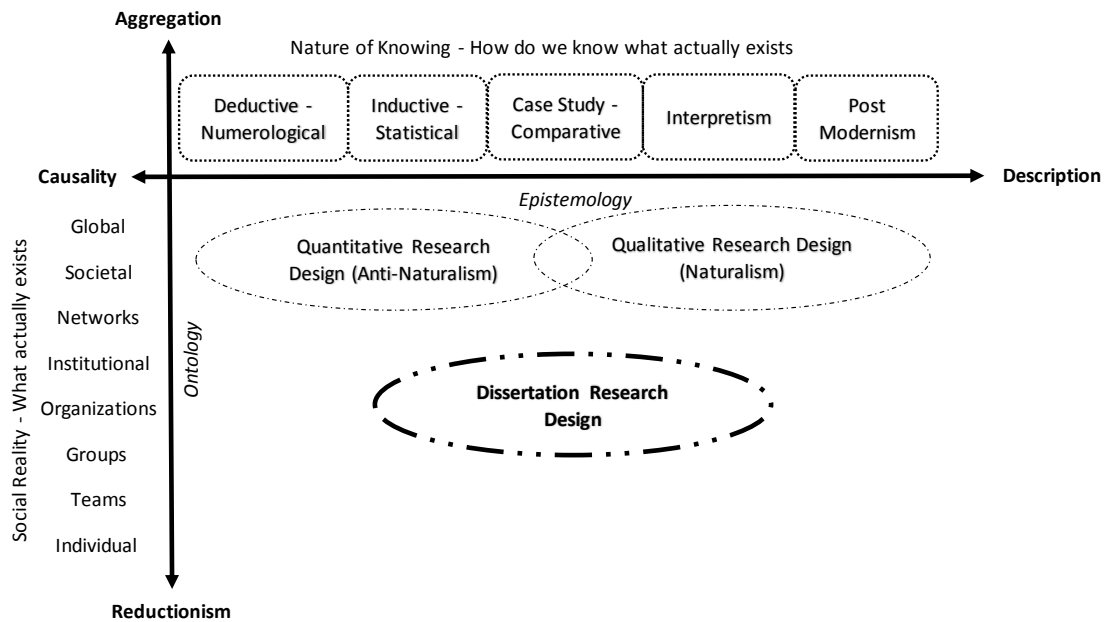 Aggregation
Nature of Knowing - How do we know what actually exists
Deductive -
Numerological
Inductive -
Statistical
Case Study -
Comparative
Interpretism
Post
Modernism
Causality
Description
Epistemology
Global
Societal
Networks
Institutional
Organizations
Groups
Teams
Individual
Social Reality - What actually exists
Ontology
Quantitative Research
Design (Anti-Naturalism)
Qualitative Research Design
(Naturalism)
Dissertation Research
Design
Reductionism